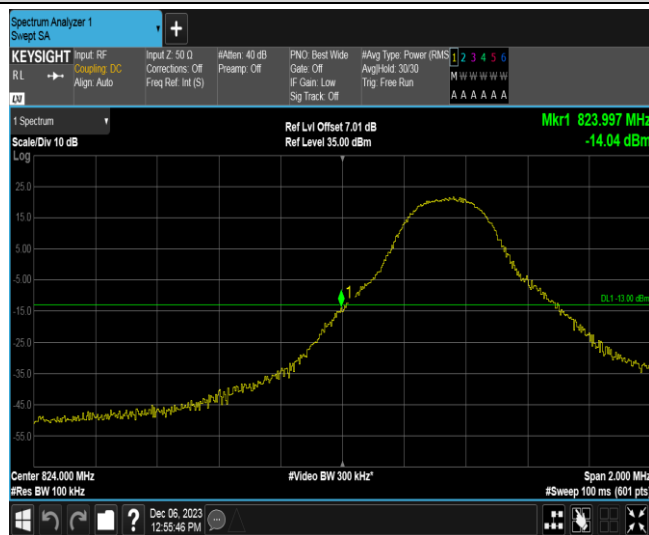 Spectrum Analyzer 1
Swept SA
+
KEYSIGHT
RL
LXI
Input: RF
Coupling: DC
Align: Auto
Input Z: 50 Ω
Corrections: Off
Freq Ref: Int (S)
#Atten: 40 dB
Preamp: Off
PNO: Best Wide
Gate: Off
IF Gain: Low
Sig Track: Off
#Avg Type: Power (RMS
Avg|Hold: 30/30
Trig: Free Run
1 2 3 4 5 6
M W W W W W
A A A A A A
1 Spectrum
Scale/Div 10 dB
Log
Ref Lvl Offset 7.01 dB
Ref Level 35.00 dBm
Mkr1 823.997 MHz
-14.04 dBm
25.0
15.0
5.00
-5.00
-15.0
-25.0
-35.0
-45.0
-55.0
1
DL1 -13.00 dBm
Center 824.000 MHz
#Res BW 100 kHz
#Video BW 300 kHz*
Span 2.000 MHz
#Sweep 100 ms (601 pts)
?
Dec 06, 2023
12:55:46 PM